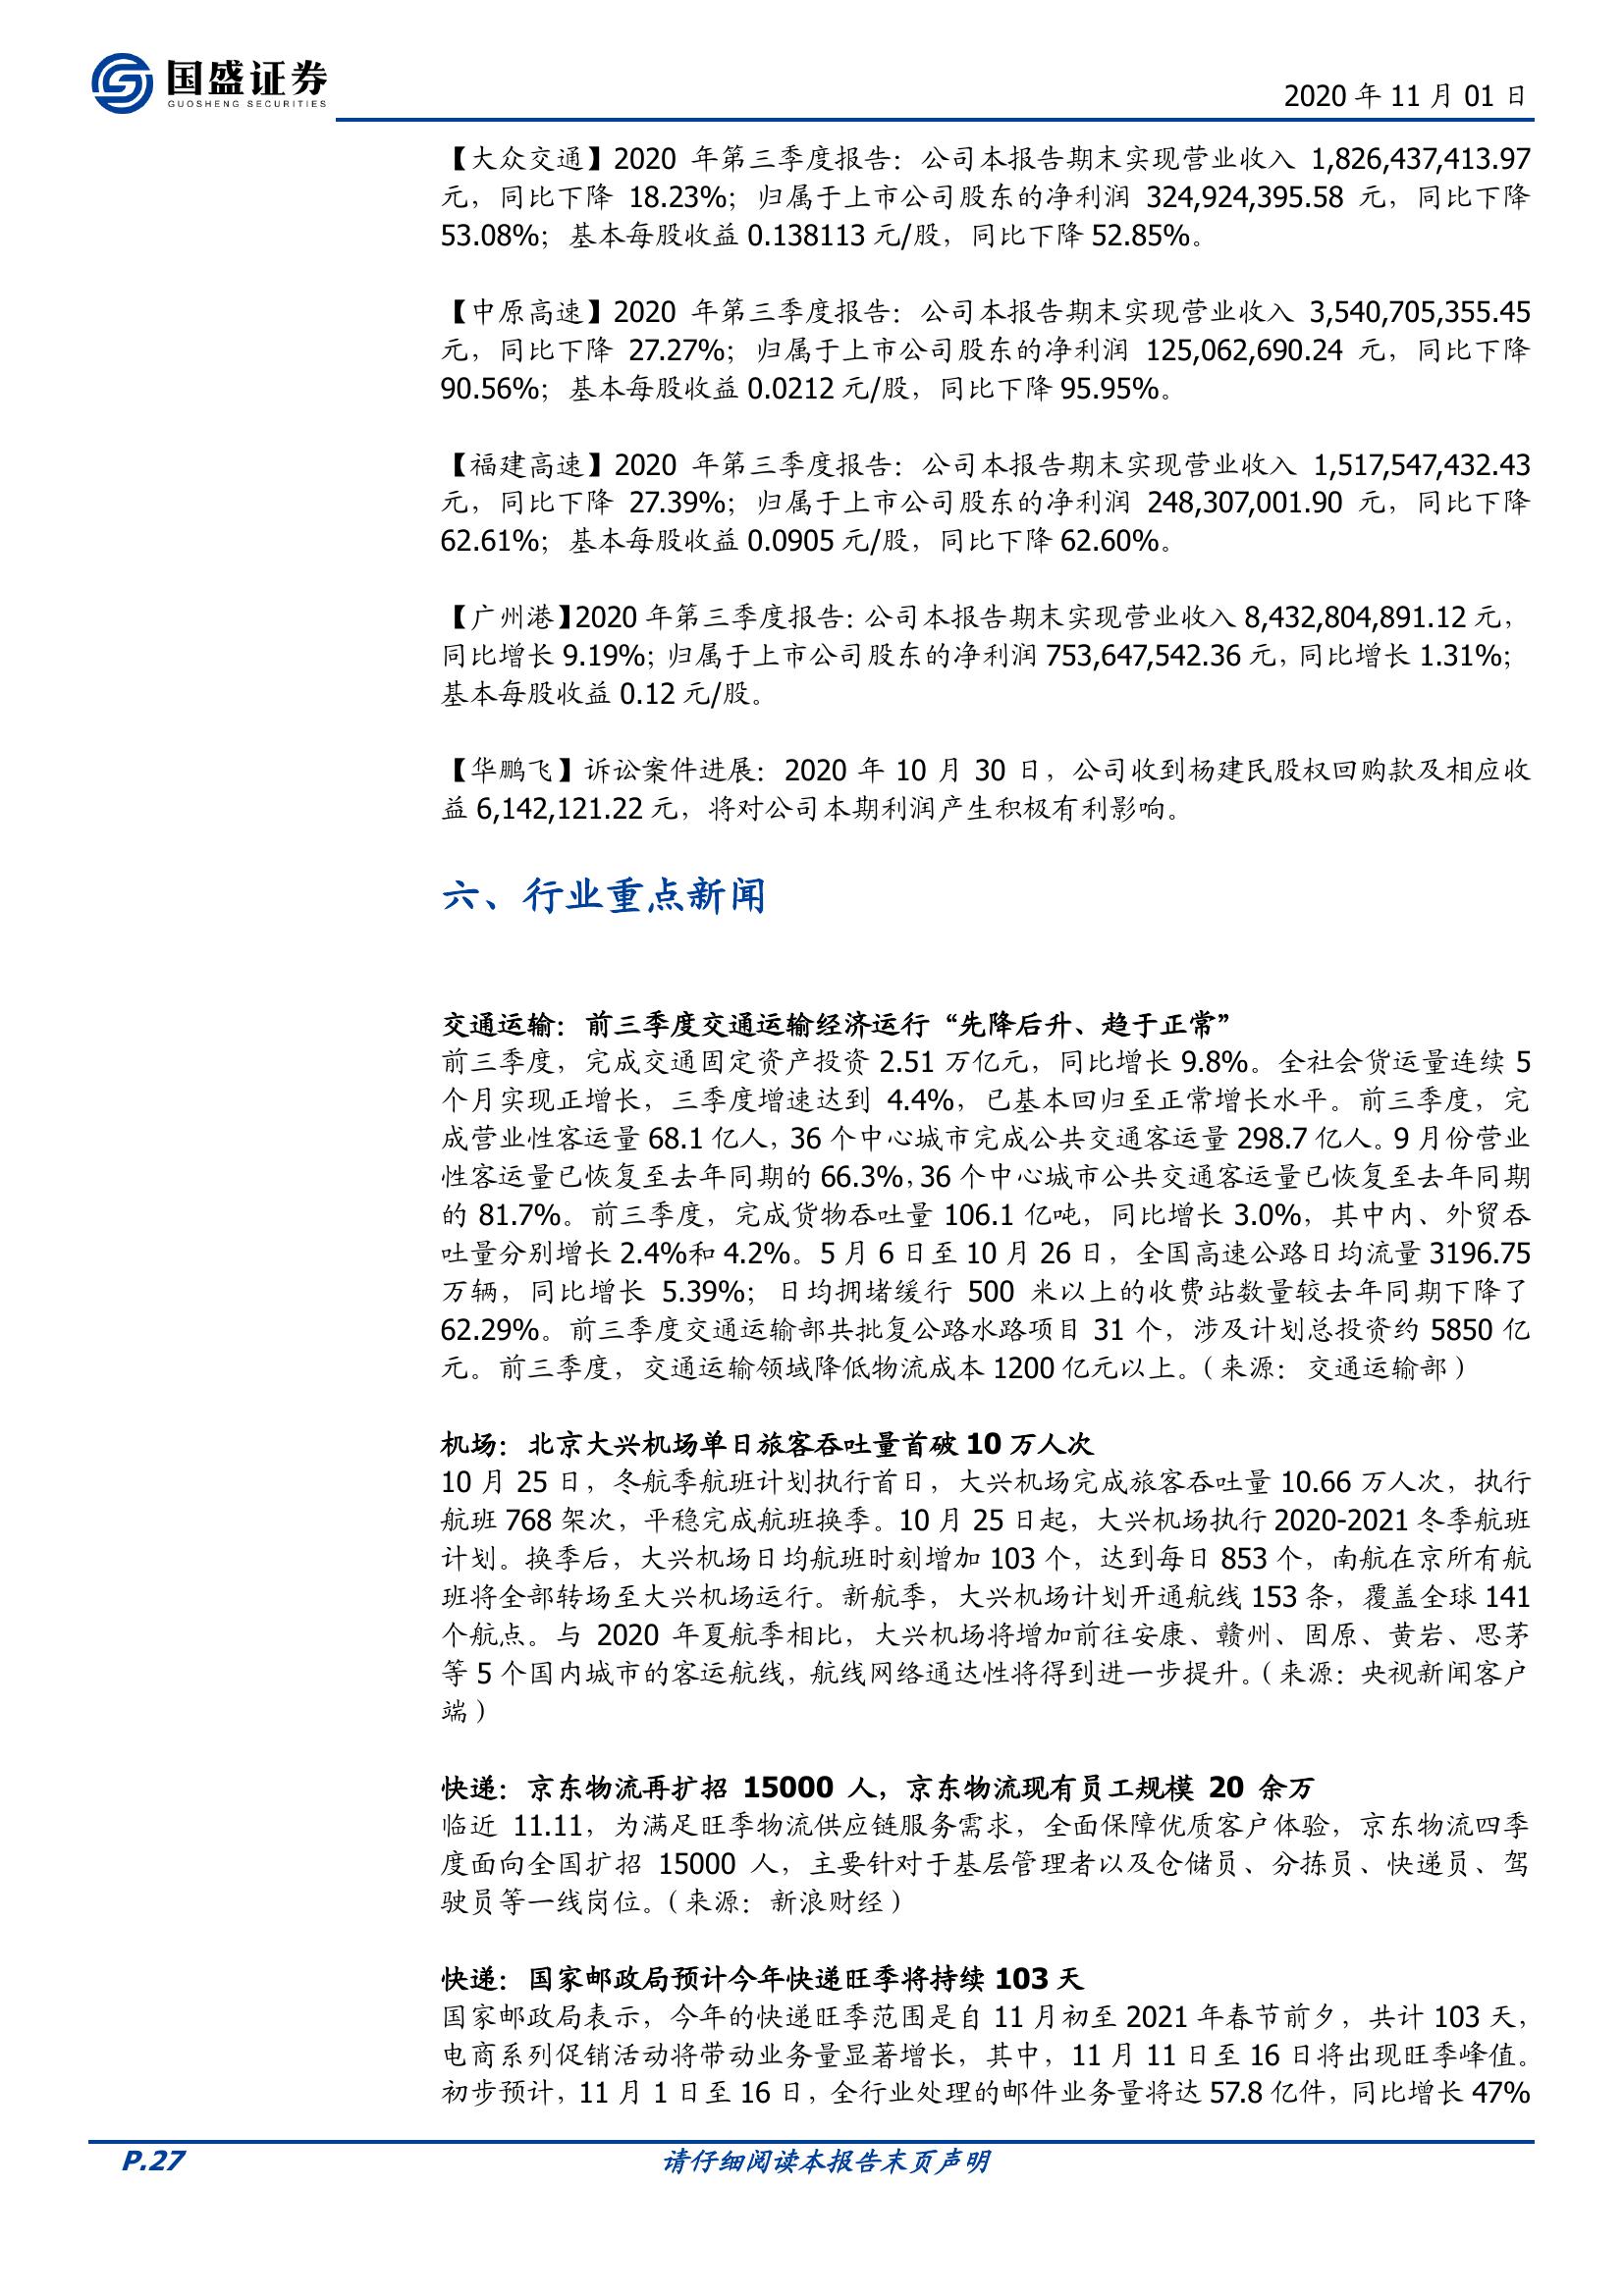 国盛证券
GUOSHENG SECURITIES
2020 年 11 月 01 日
【大众交通】2020 年第三季度报告：公司本报告期末实现营业收入 1,826,437,413.97
元，同比下降 18.23%；归属于上市公司股东的净利润 324,924,395.58 元，同比下降
53.08%；基本每股收益 0.138113 元/股，同比下降 52.85%。
【中原高速】2020 年第三季度报告：公司本报告期末实现营业收入 3,540,705,355.45
元，同比下降 27.27%；归属于上市公司股东的净利润 125,062,690.24 元，同比下降
90.56%；基本每股收益 0.0212 元/股，同比下降 95.95%。
【福建高速】2020 年第三季度报告：公司本报告期末实现营业收入 1,517,547,432.43
元，同比下降 27.39%；归属于上市公司股东的净利润 248,307,001.90 元，同比下降
62.61%；基本每股收益 0.0905 元/股，同比下降 62.60%。
【广州港】2020 年第三季度报告：公司本报告期末实现营业收入 8,432,804,891.12 元，
同比增长 9.19%；归属于上市公司股东的净利润 753,647,542.36 元，同比增长 1.31%；
基本每股收益 0.12 元/股。
【华鹏飞】诉讼案件进展：2020 年 10 月 30 日，公司收到杨建民股权回购款及相应收
益 6,142,121.22 元，将对公司本期利润产生积极有利影响。
六、行业重点新闻
交通运输：前三季度交通运输经济运行“先降后升、趋于正常”
前三季度，完成交通固定资产投资 2.51 万亿元，同比增长 9.8%。全社会货运量连续 5
个月实现正增长，三季度增速达到 4.4%，已基本回归至正常增长水平。前三季度，完
成营业性客运量 68.1 亿人，36 个中心城市完成公共交通客运量 298.7 亿人。9 月份营业
性客运量已恢复至去年同期的 66.3%，36 个中心城市公共交通客运量已恢复至去年同期
的 81.7%。前三季度，完成货物吞吐量 106.1 亿吨，同比增长 3.0%，其中内、外贸吞
吐量分别增长 2.4%和 4.2%。5 月 6 日至 10 月 26 日，全国高速公路日均流量 3196.75
万辆，同比增长 5.39%；日均拥堵缓行 500 米以上的收费站数量较去年同期下降了
62.29%。前三季度交通运输部共批复公路水路项目 31 个，涉及计划总投资约 5850 亿
元。前三季度，交通运输领域降低物流成本 1200 亿元以上。（来源：交通运输部）
机场：北京大兴机场单日旅客吞吐量首破 10 万人次
10 月 25 日，冬航季航班计划执行首日，大兴机场完成旅客吞吐量 10.66 万人次，执行
航班 768 架次，平稳完成航班换季。10 月 25 日起，大兴机场执行 2020-2021 冬季航班
计划。换季后，大兴机场日均航班时刻增加 103 个，达到每日 853 个，南航在京所有航
班将全部转场至大兴机场运行。新航季，大兴机场计划开通航线 153 条，覆盖全球 141
个航点。与 2020 年夏航季相比，大兴机场将增加前往安康、赣州、固原、黄岩、思茅
等 5 个国内城市的客运航线，航线网络通达性将得到进一步提升。（来源：央视新闻客户
端）
快递：京东物流再扩招 15000 人，京东物流现有员工规模 20 余万
临近 11.11，为满足旺季物流供应链服务需求，全面保障优质客户体验，京东物流四季
度面向全国扩招 15000 人，主要针对于基层管理者以及仓储员、分拣员、快递员、驾
驶员等一线岗位。（来源：新浪财经）
快递：国家邮政局预计今年快递旺季将持续 103 天
国家邮政局表示，今年的快递旺季范围是自 11 月初至 2021 年春节前夕，共计 103 天，
电商系列促销活动将带动业务量显著增长，其中，11 月 11 日至 16 日将出现旺季峰值。
初步预计，11 月 1 日至 16 日，全行业处理的邮件业务量将达 57.8 亿件，同比增长 47%
P.27
请仔细阅读本报告末页声明